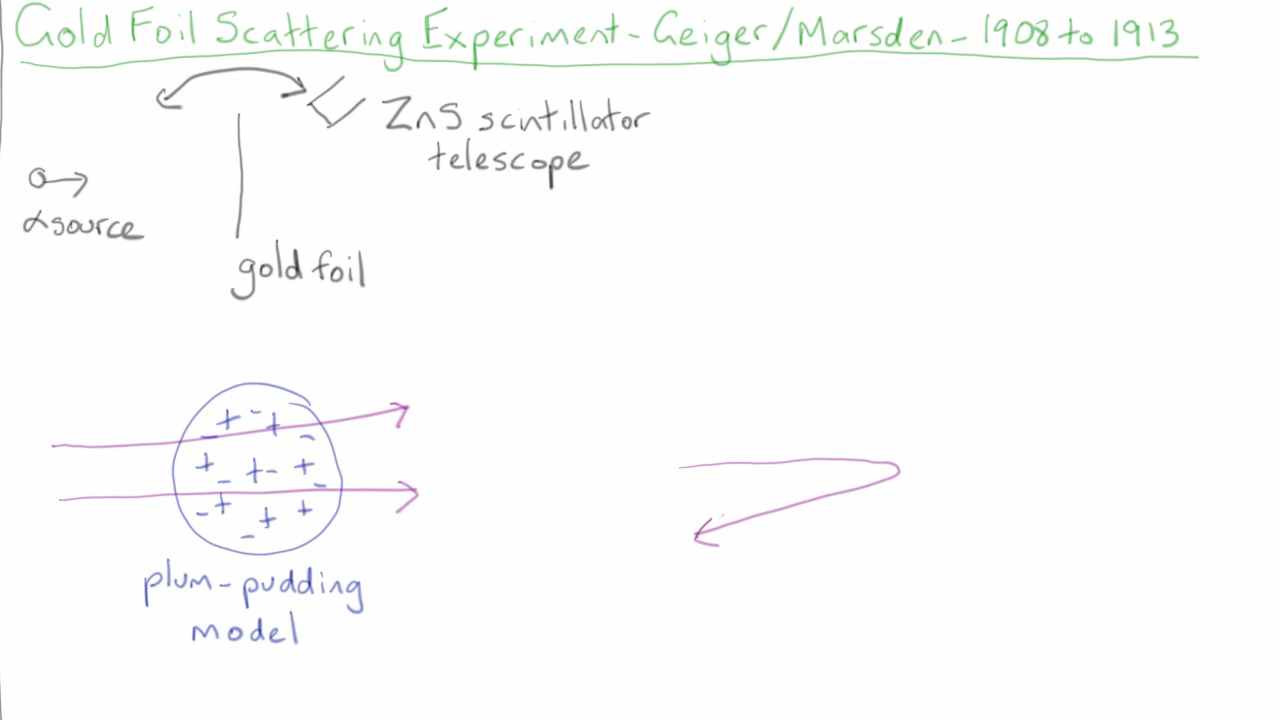 Gold Foil Scattering Experiment - Geiger/Marsden - 1908 to 1913
ZnS scintillator
telescope
α source
gold foil
+ - +
- -
+ + - +
- -
- + + +
-
plum-pudding
model